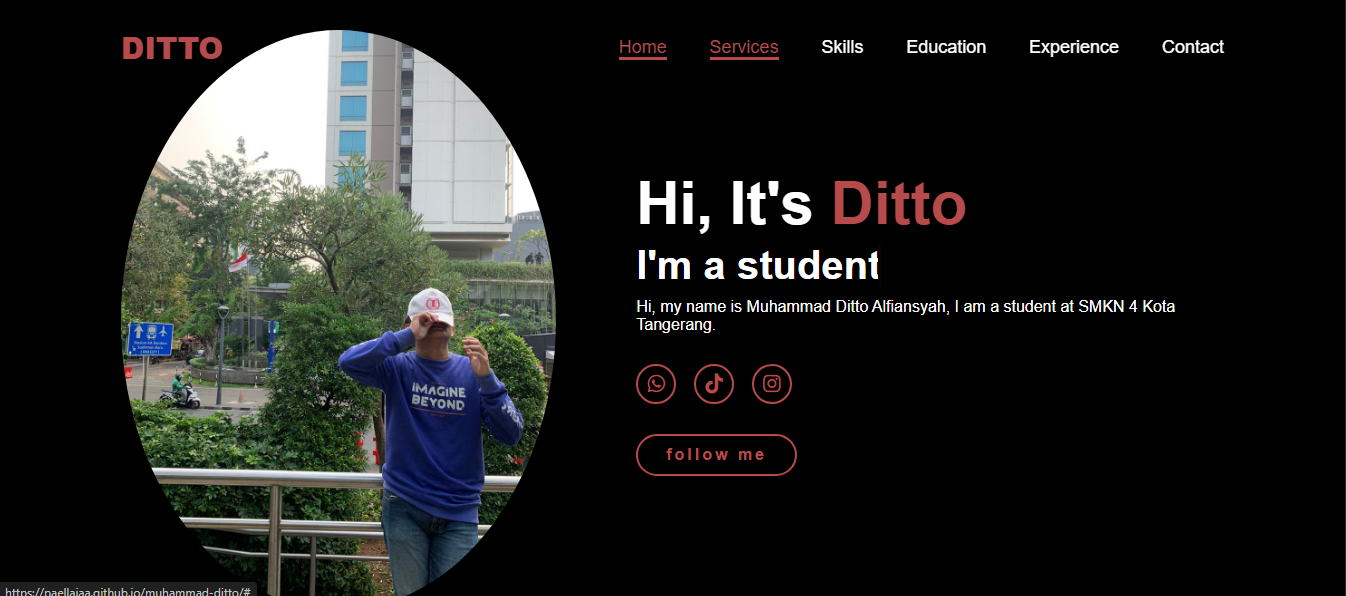 DITTO
Home Services Skills Education Experience Contact
Hi, It's Ditto
I'm a student
Hi, my name is Muhammad Ditto Alfiansyah, I am a student at SMKN 4 Kota
Tangerang.
follow me
IMAGINE
BEYOND
https://paellajaa.github.io/muhammad-ditto/#